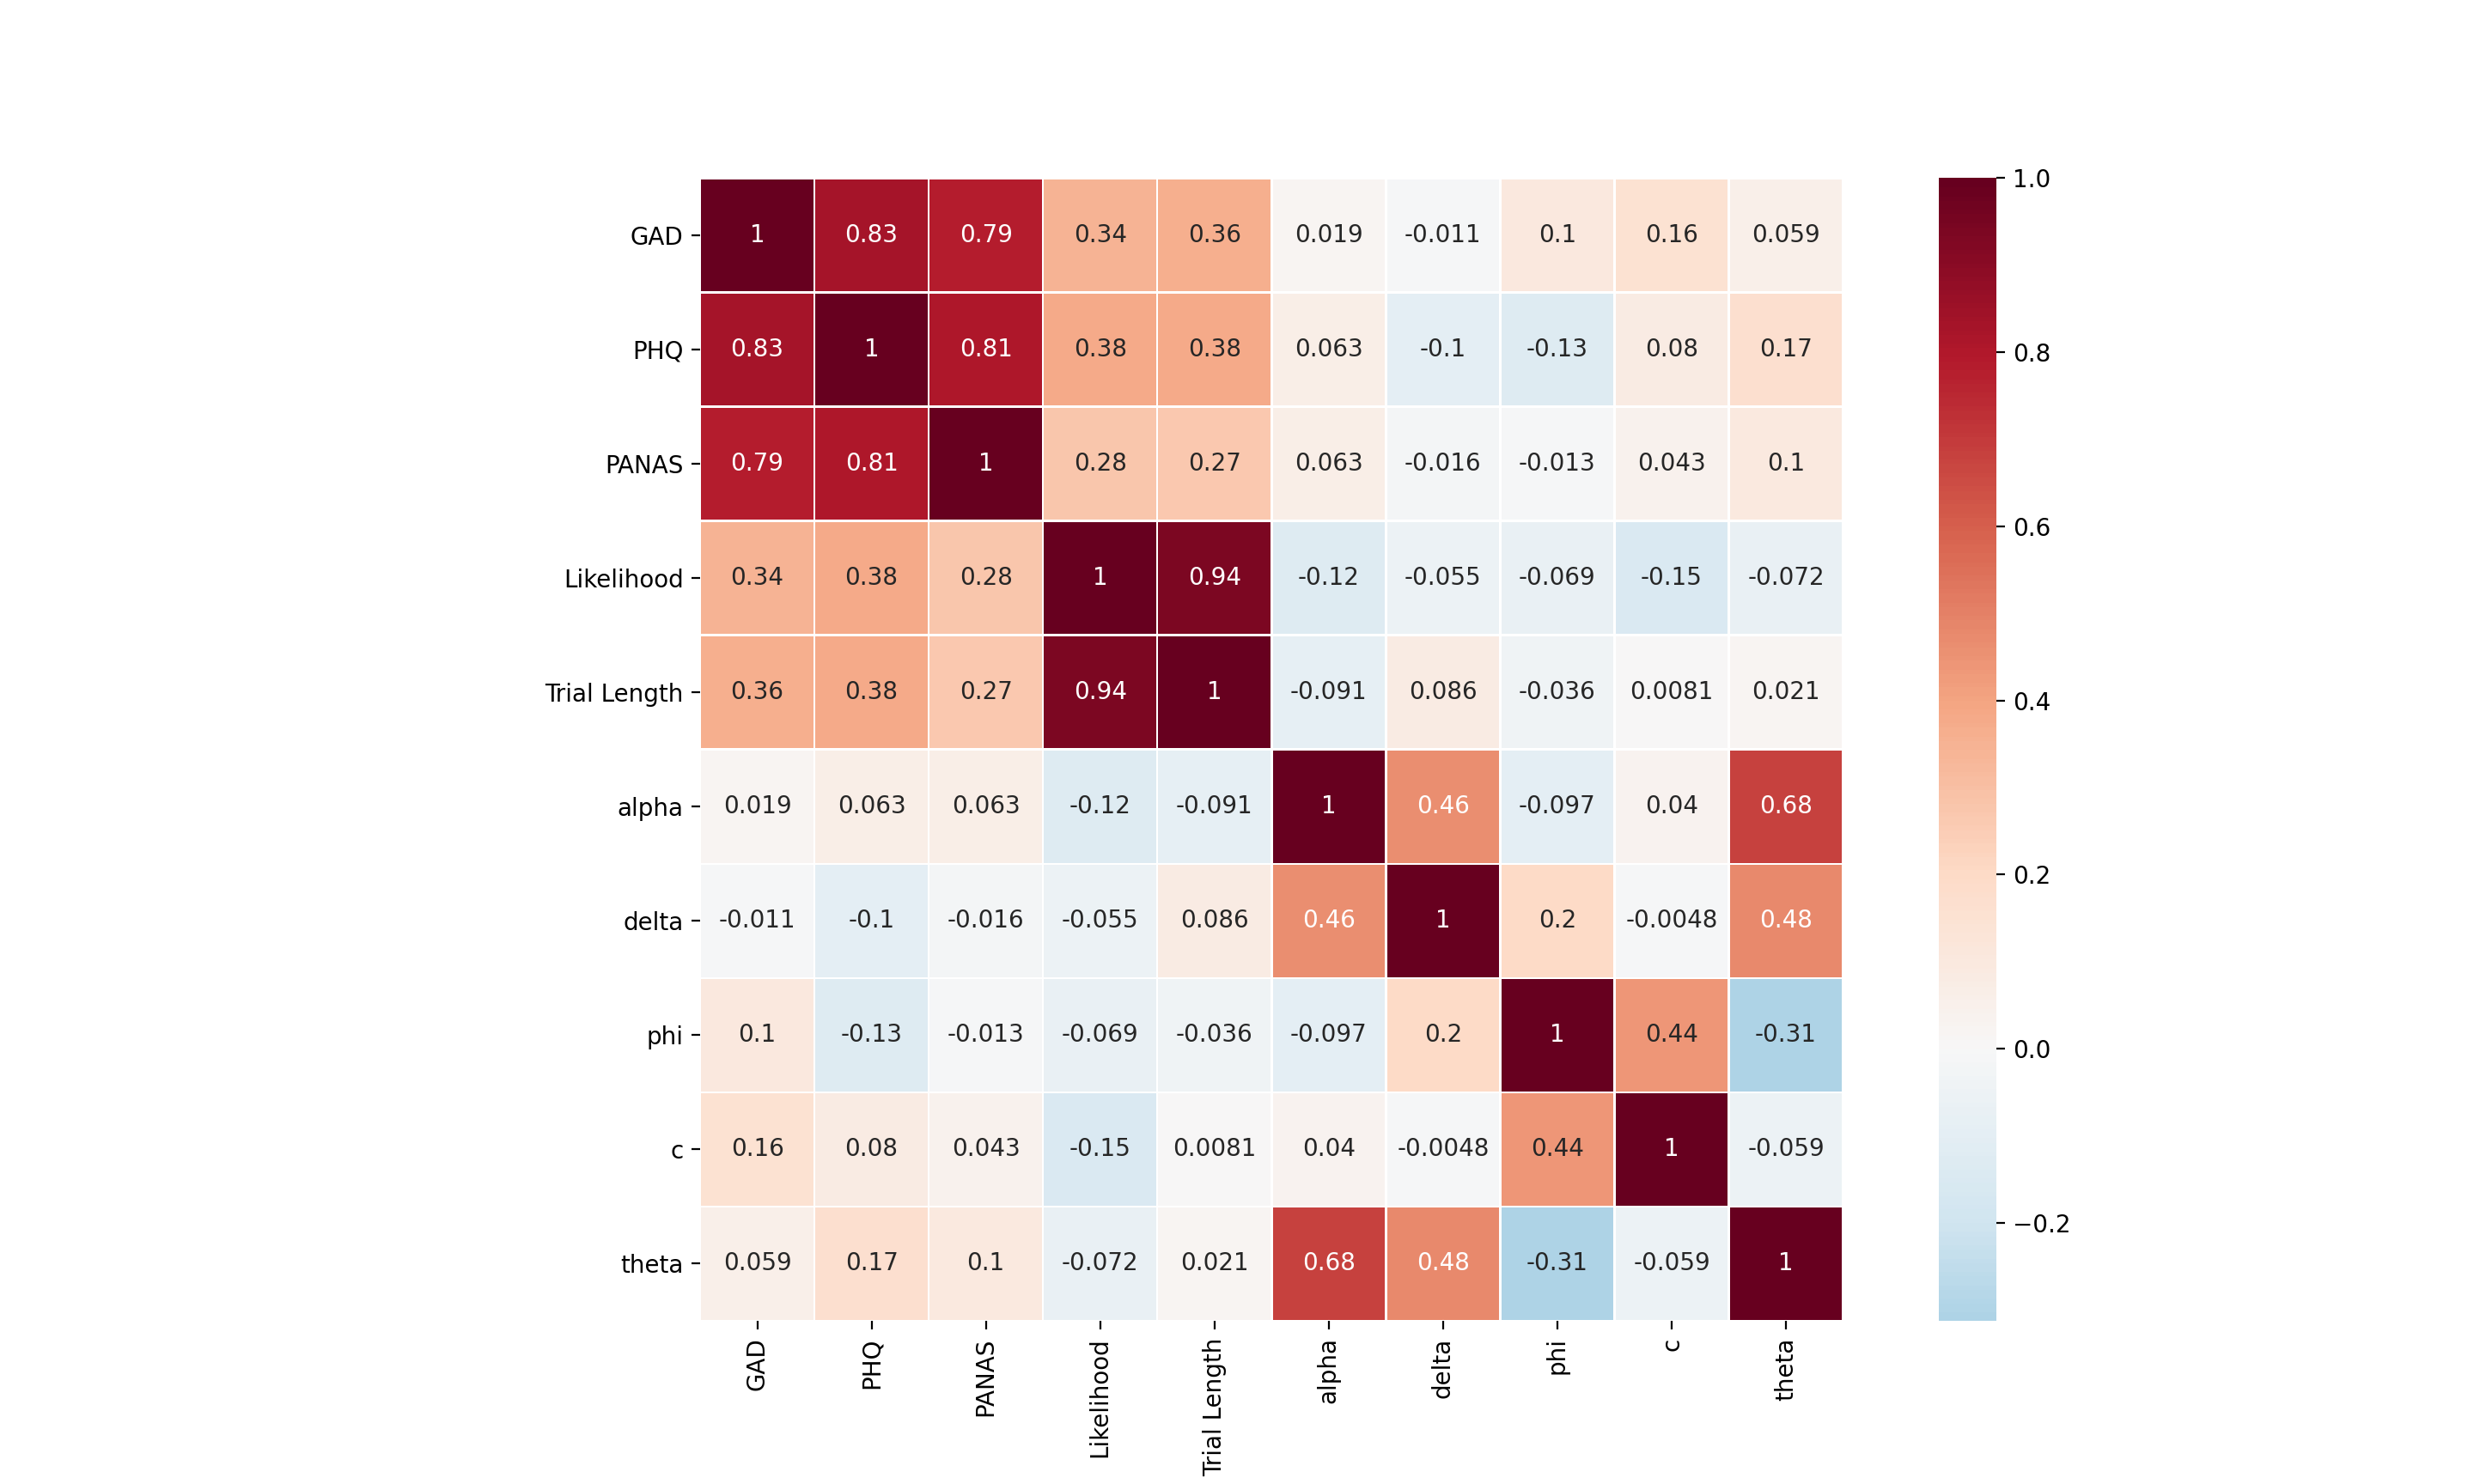 GAD 1 0.83 0.79 0.34 0.36 0.019 -0.011 0.1 0.16 0.059
PHQ 0.83 1 0.81 0.38 0.38 0.063 -0.1 -0.13 0.08 0.17
PANAS 0.79 0.81 1 0.28 0.27 0.063 -0.016 -0.013 0.043 0.1
Likelihood 0.34 0.38 0.28 1 0.94 -0.12 -0.055 -0.069 -0.15 -0.072
Trial Length 0.36 0.38 0.27 0.94 1 -0.091 0.086 -0.036 0.0081 0.021
alpha 0.019 0.063 0.063 -0.12 -0.091 1 0.46 -0.097 0.04 0.68
delta -0.011 -0.1 -0.016 -0.055 0.086 0.46 1 0.2 -0.0048 0.48
phi 0.1 -0.13 -0.013 -0.069 -0.036 -0.097 0.2 1 0.44 -0.31
c 0.16 0.08 0.043 -0.15 0.0081 0.04 -0.0048 0.44 1 -0.059
theta 0.059 0.17 0.1 -0.072 0.021 0.68 0.48 -0.31 -0.059 1
GAD PHQ PANAS Likelihood Trial Length alpha delta phi c theta
1.0
0.8
0.6
0.4
0.2
0.0
−0.2